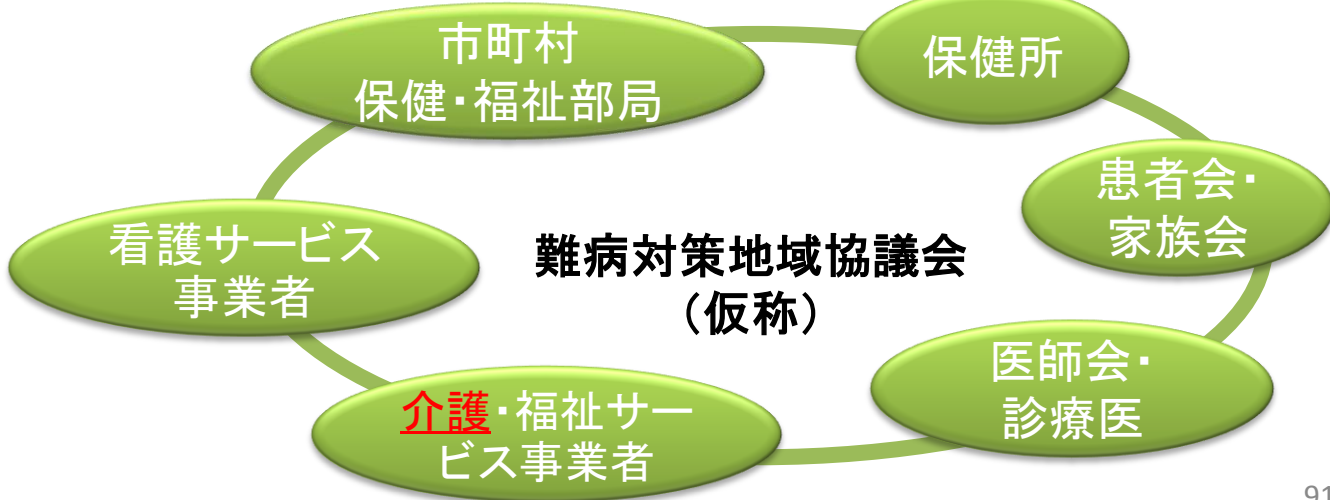 市町村
保健・福祉部局
保健所
患者会・
家族会
看護サービス
事業者
難病対策地域協議会
（仮称）
医師会・
診療医
介護・福祉サー
ビス事業者
91